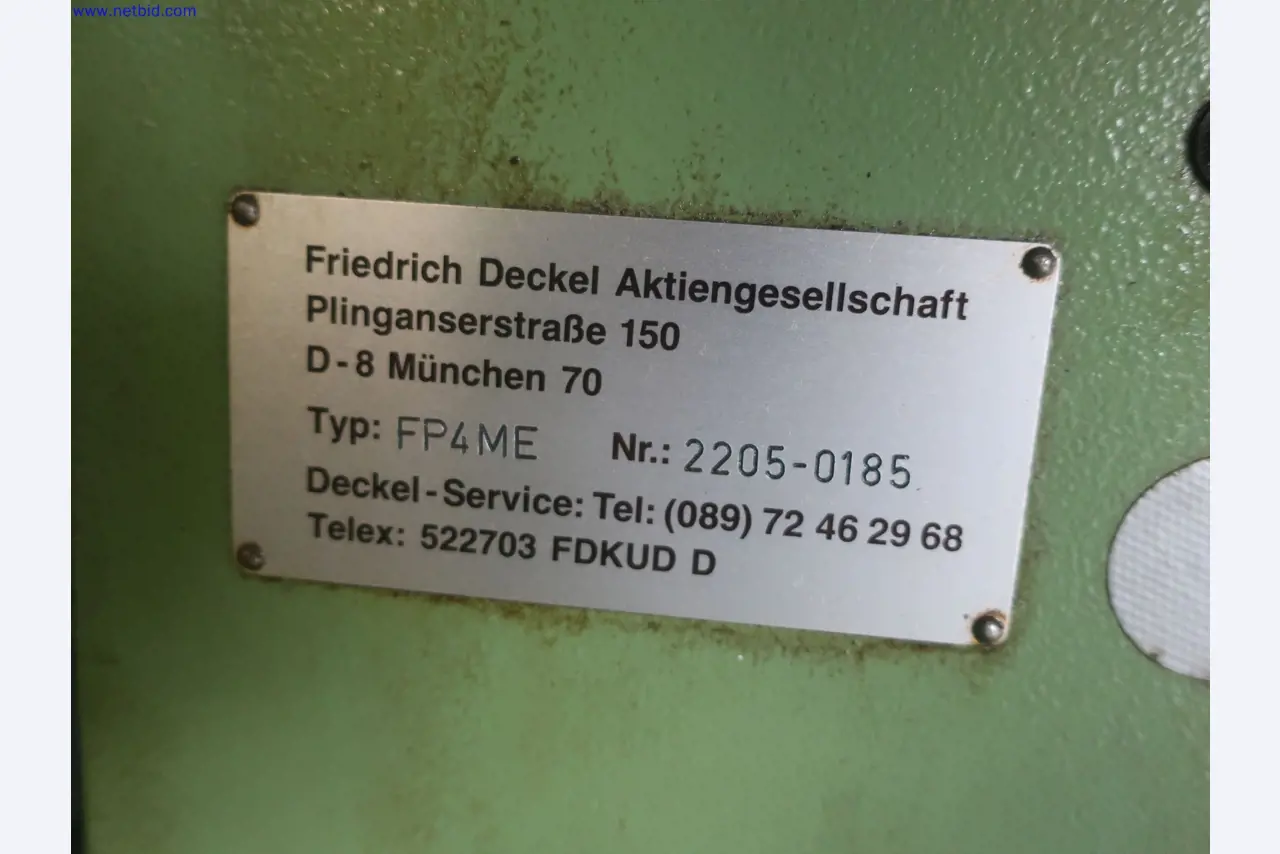 www.netbid.com
Friedrich Deckel Aktiengesellschaft
Plinganserstraße 150
D-8 München 70
Typ: FP4ME Nr.: 2205-0185
Deckel-Service: Tel: (089) 72 46 29 68
Telex: 522703 FDKUD D